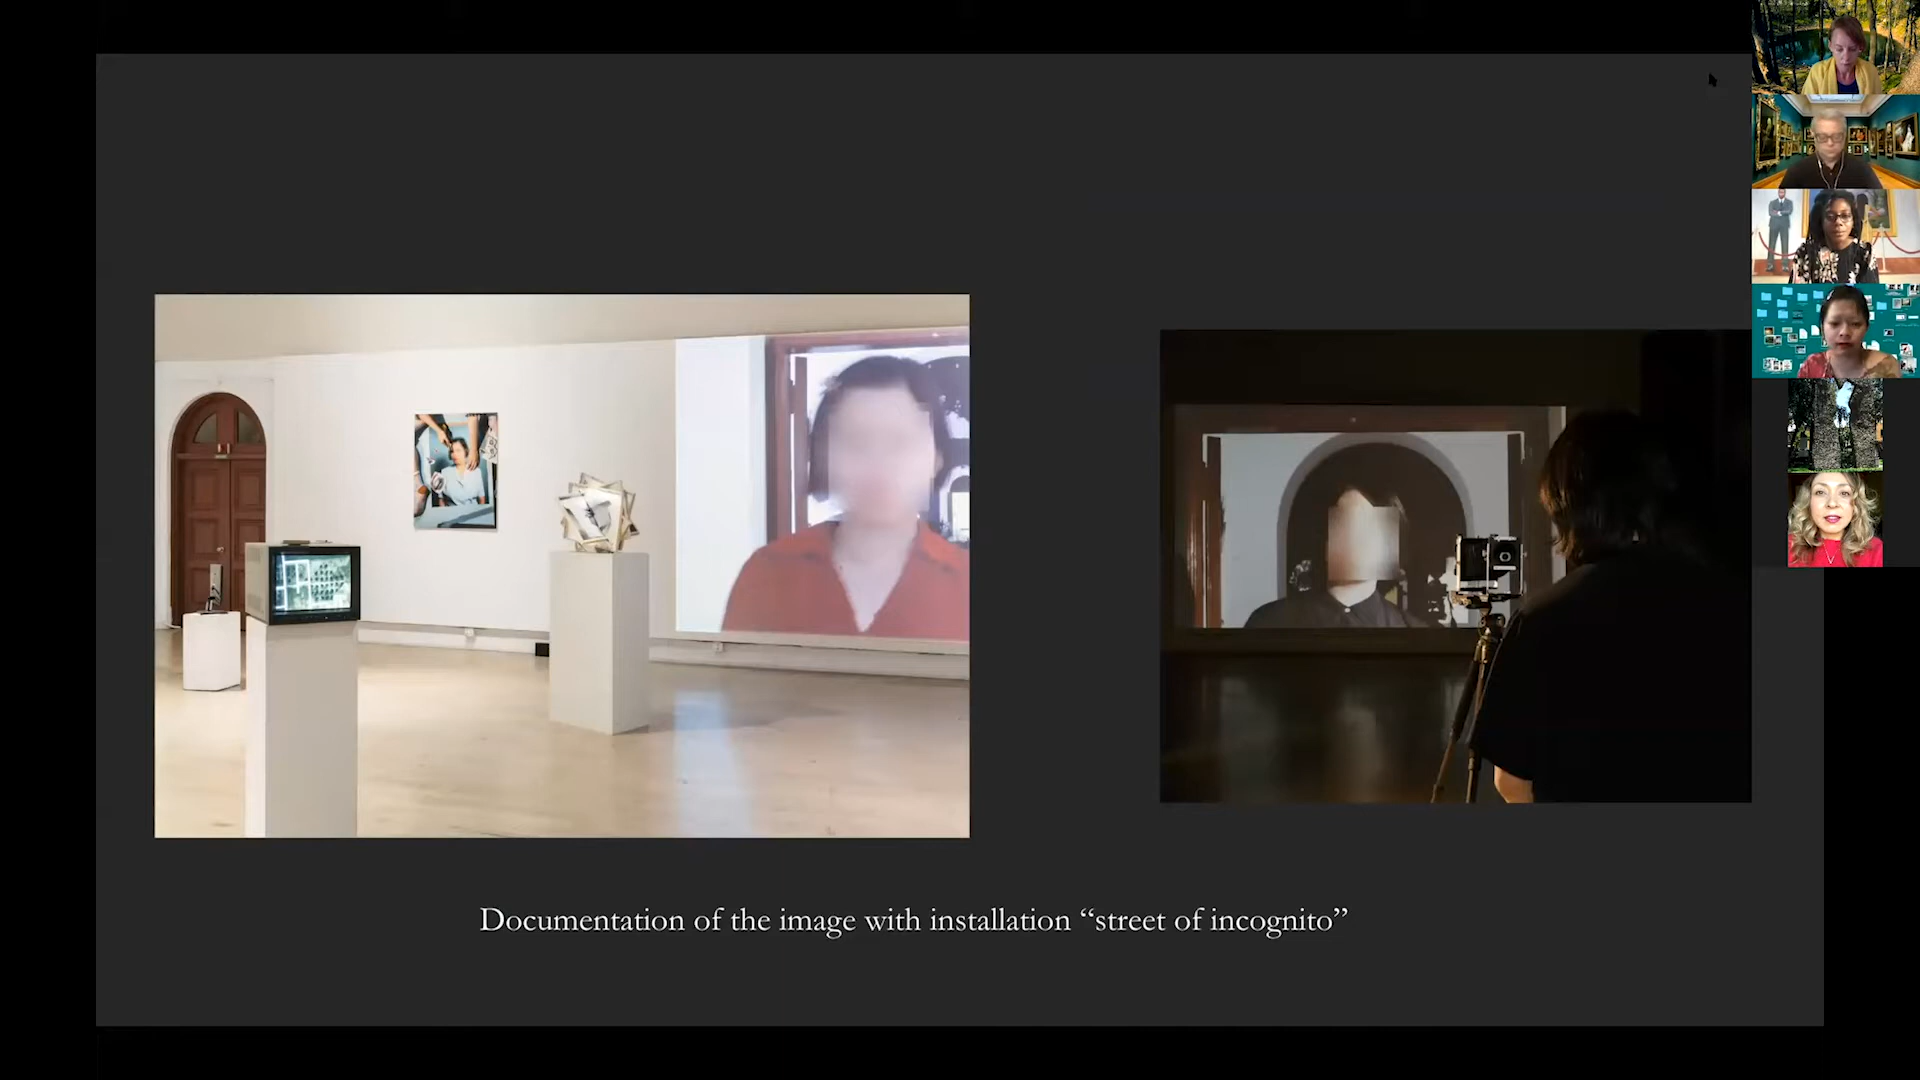 Documentation of the image with installation “street of incognito”